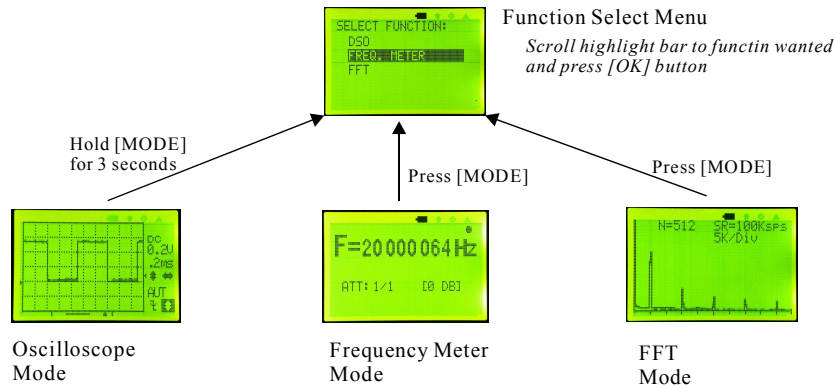 SELECT FUNCTION:
DSO
FREQ. METER
FFT
Function Select Menu
Scroll highlight bar to functin wanted
and press [OK] button
Hold [MODE]
for 3 seconds
Press [MODE]
Press [MODE]
DC
0.2V
.2ms
AUT
F=20000064Hz
ATT: 1/1 [0 DB]
N=512 SR=100Ksps
5K/Div
Oscilloscope
Mode
Frequency Meter
Mode
FFT
Mode